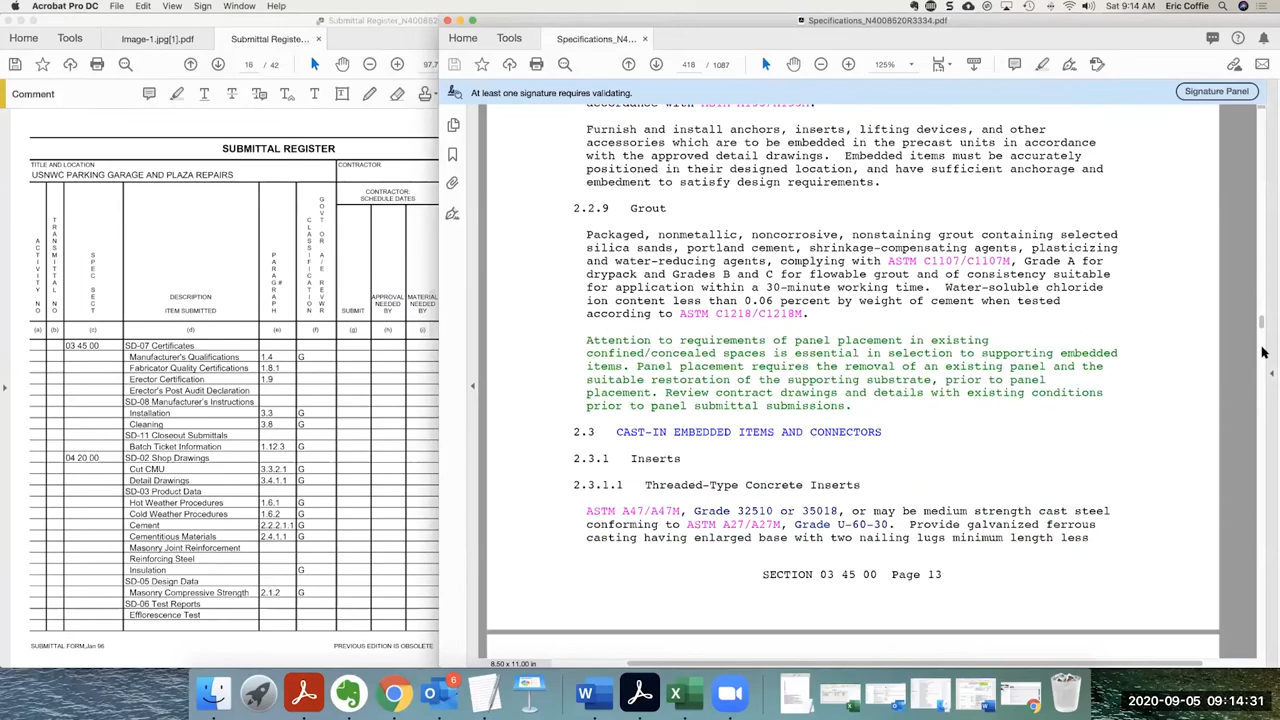 Acrobat Pro DC File Edit View Sign Window Help
Sat 9:14 AM Eric Coffie
Submittal Register_N400852
Home Tools Image-1.jpg[1].pdf Submittal Registe... ×
16 / 42
97.7
Comment
SUBMITTAL REGISTER
TITLE AND LOCATION
CONTRACTOR
USNWC PARKING GARAGE AND PLAZA REPAIRS
CONTRACTOR:
SCHEDULE DATES
ACTIVITY NO
TRANSMITTAL NO
SPEC SECT
DESCRIPTION
ITEM SUBMITTED
PARAGRAPH #
GOVT OR A/E REVWR
CLASSIFICATION
SUBMIT
APPROVAL NEEDED BY
MATERIAL NEEDED BY
(a) (b) (c) (d) (e) (f) (g) (h) (i)
03 45 00 SD-07 Certificates
Manufacturer's Qualifications 1.4 G
Fabricator Quality Certifications 1.8.1 G
Erector Certification 1.9 G
Erector's Post Audit Declaration
SD-08 Manufacturer's Instructions
Installation 3.3 G
Cleaning 3.8 G
SD-11 Closeout Submittals
Batch Ticket Information 1.12.3 G
04 20 00 SD-02 Shop Drawings
Cut CMU 3.3.2.1 G
Detail Drawings 3.4.1.1 G
SD-03 Product Data
Hot Weather Procedures 1.6.1 G
Cold Weather Procedures 1.6.2 G
Cement 2.2.2.1.1 G
Cementitious Materials 2.4.1.1 G
Masonry Joint Reinforcement
Reinforcing Steel
Insulation G
SD-05 Design Data
Masonry Compressive Strength 2.1.2 G
SD-06 Test Reports
Efflorescence Test
SUBMITTAL FORM,Jan 96
PREVIOUS EDITION IS OBSOLETE
Specifications_N4008520R3334.pdf
Home Tools Specifications_N4... ×
418 / 1087
125%
At least one signature requires validating.
Signature Panel
Furnish and install anchors, inserts, lifting devices, and other
accessories which are to be embedded in the precast units in accordance
with the approved detail drawings. Embedded items must be accurately
positioned in their designed location, and have sufficient anchorage and
embedment to satisfy design requirements.
2.2.9 Grout
Packaged, nonmetallic, noncorrosive, nonstaining grout containing selected
silica sands, portland cement, shrinkage-compensating agents, plasticizing
and water-reducing agents, complying with ASTM C1107/C1107M, Grade A for
drypack and Grades B and C for flowable grout and of consistency suitable
for application within a 30-minute working time. Water-soluble chloride
ion content less than 0.06 percent by weight of cement when tested
according to ASTM C1218/C1218M.
Attention to requirements of panel placement in existing
confined/concealed spaces is essential in selection to supporting embedded
items. Panel placement requires the removal of an existing panel and the
suitable restoration of the supporting substrate, prior to panel
placement. Review contract drawings and details with existing conditions
prior to panel submittal submissions.
2.3 CAST-IN EMBEDDED ITEMS AND CONNECTORS
2.3.1 Inserts
2.3.1.1 Threaded-Type Concrete Inserts
ASTM A47/A47M, Grade 32510 or 35018, or may be medium strength cast steel
conforming to ASTM A27/A27M, Grade U-60-30. Provide galvanized ferrous
casting having enlarged base with two nailing lugs minimum length less
SECTION 03 45 00 Page 13
8.50 x 11.00 in
6
2020-09-05 09:14:31